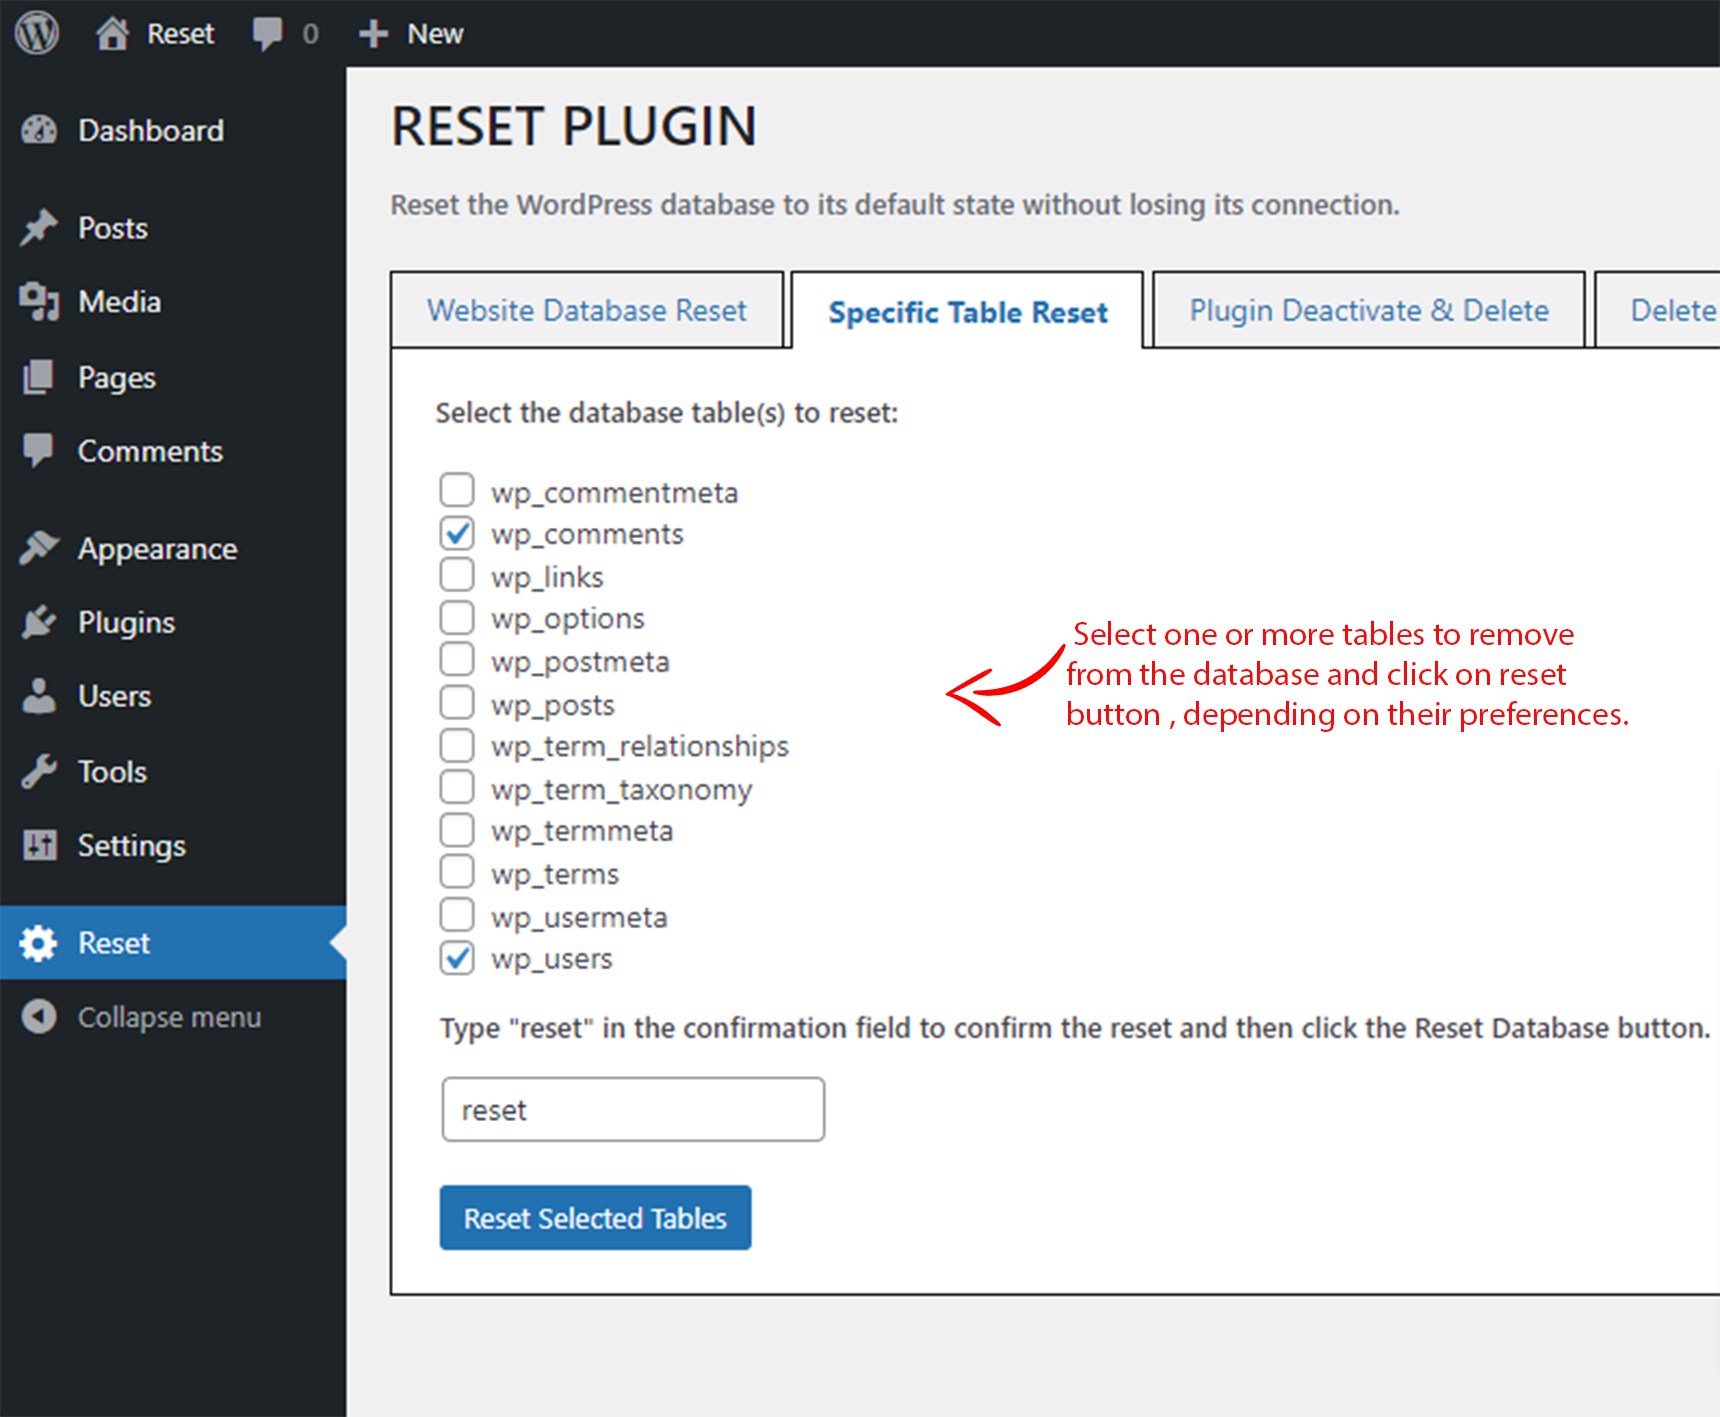 Reset 0 New
Dashboard
Posts
Media
Pages
Comments
Appearance
Plugins
Users
Tools
Settings
Reset
Collapse menu
RESET PLUGIN
Reset the WordPress database to its default state without losing its connection.
Website Database Reset Specific Table Reset Plugin Deactivate & Delete Delete
Select the database table(s) to reset:
wp_commentmeta
wp_comments
wp_links
wp_options
wp_postmeta
wp_posts
wp_term_relationships
wp_term_taxonomy
wp_termmeta
wp_terms
wp_usermeta
wp_users
Select one or more tables to remove
from the database and click on reset
button , depending on their preferences.
Type "reset" in the confirmation field to confirm the reset and then click the Reset Database button.
reset
Reset Selected Tables